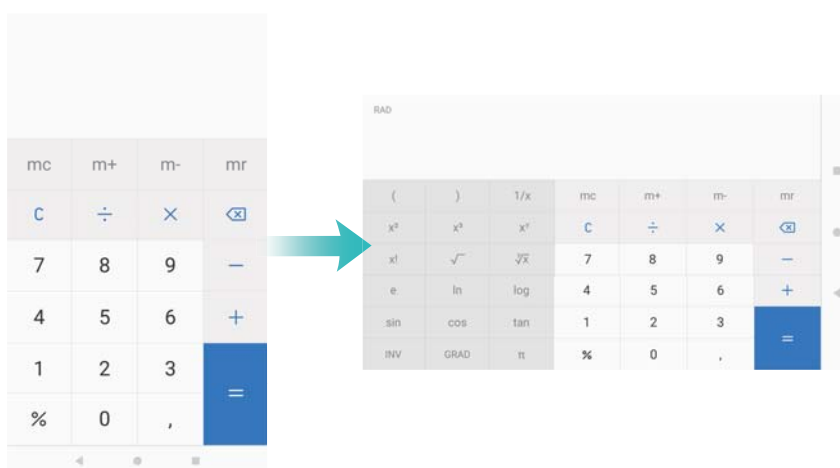 mc m+ m- mr
C ÷ × ⌫
7 8 9 −
4 5 6 +
1 2 3 =
% 0 ,
RAD
( ) 1/x mc m+ m- mr
x² x³ xʸ C ÷ × ⌫
x! √ ʸ√x 7 8 9 −
e ln log 4 5 6 +
sin cos tan 1 2 3 =
INV GRAD π % 0 ,